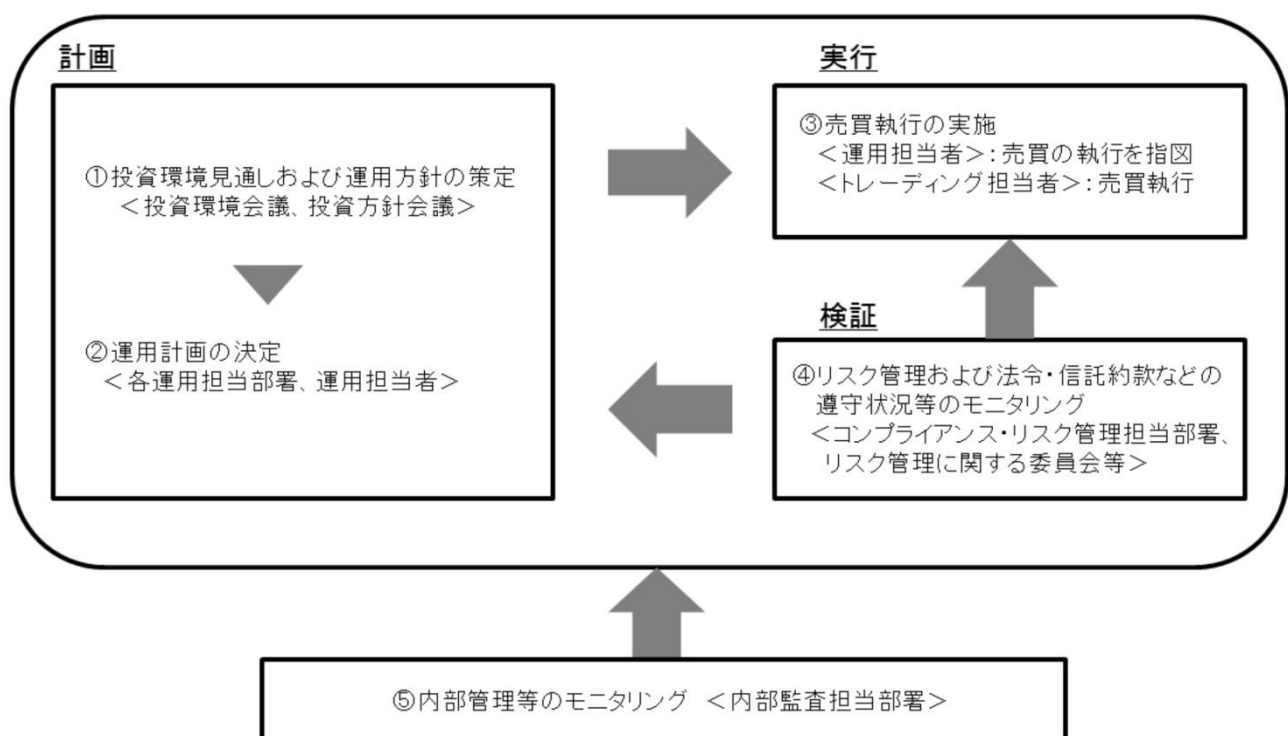 計画
①投資環境見通しおよび運用方針の策定
＜投資環境会議、投資方針会議＞
②運用計画の決定
＜各運用担当部署、運用担当者＞
実行
③売買執行の実施
＜運用担当者＞：売買の執行を指図
＜トレーディング担当者＞：売買執行
検証
④リスク管理および法令・信託約款などの
遵守状況等のモニタリング
＜コンプライアンス・リスク管理担当部署、
リスク管理に関する委員会等＞
⑤内部管理等のモニタリング ＜内部監査担当部署＞